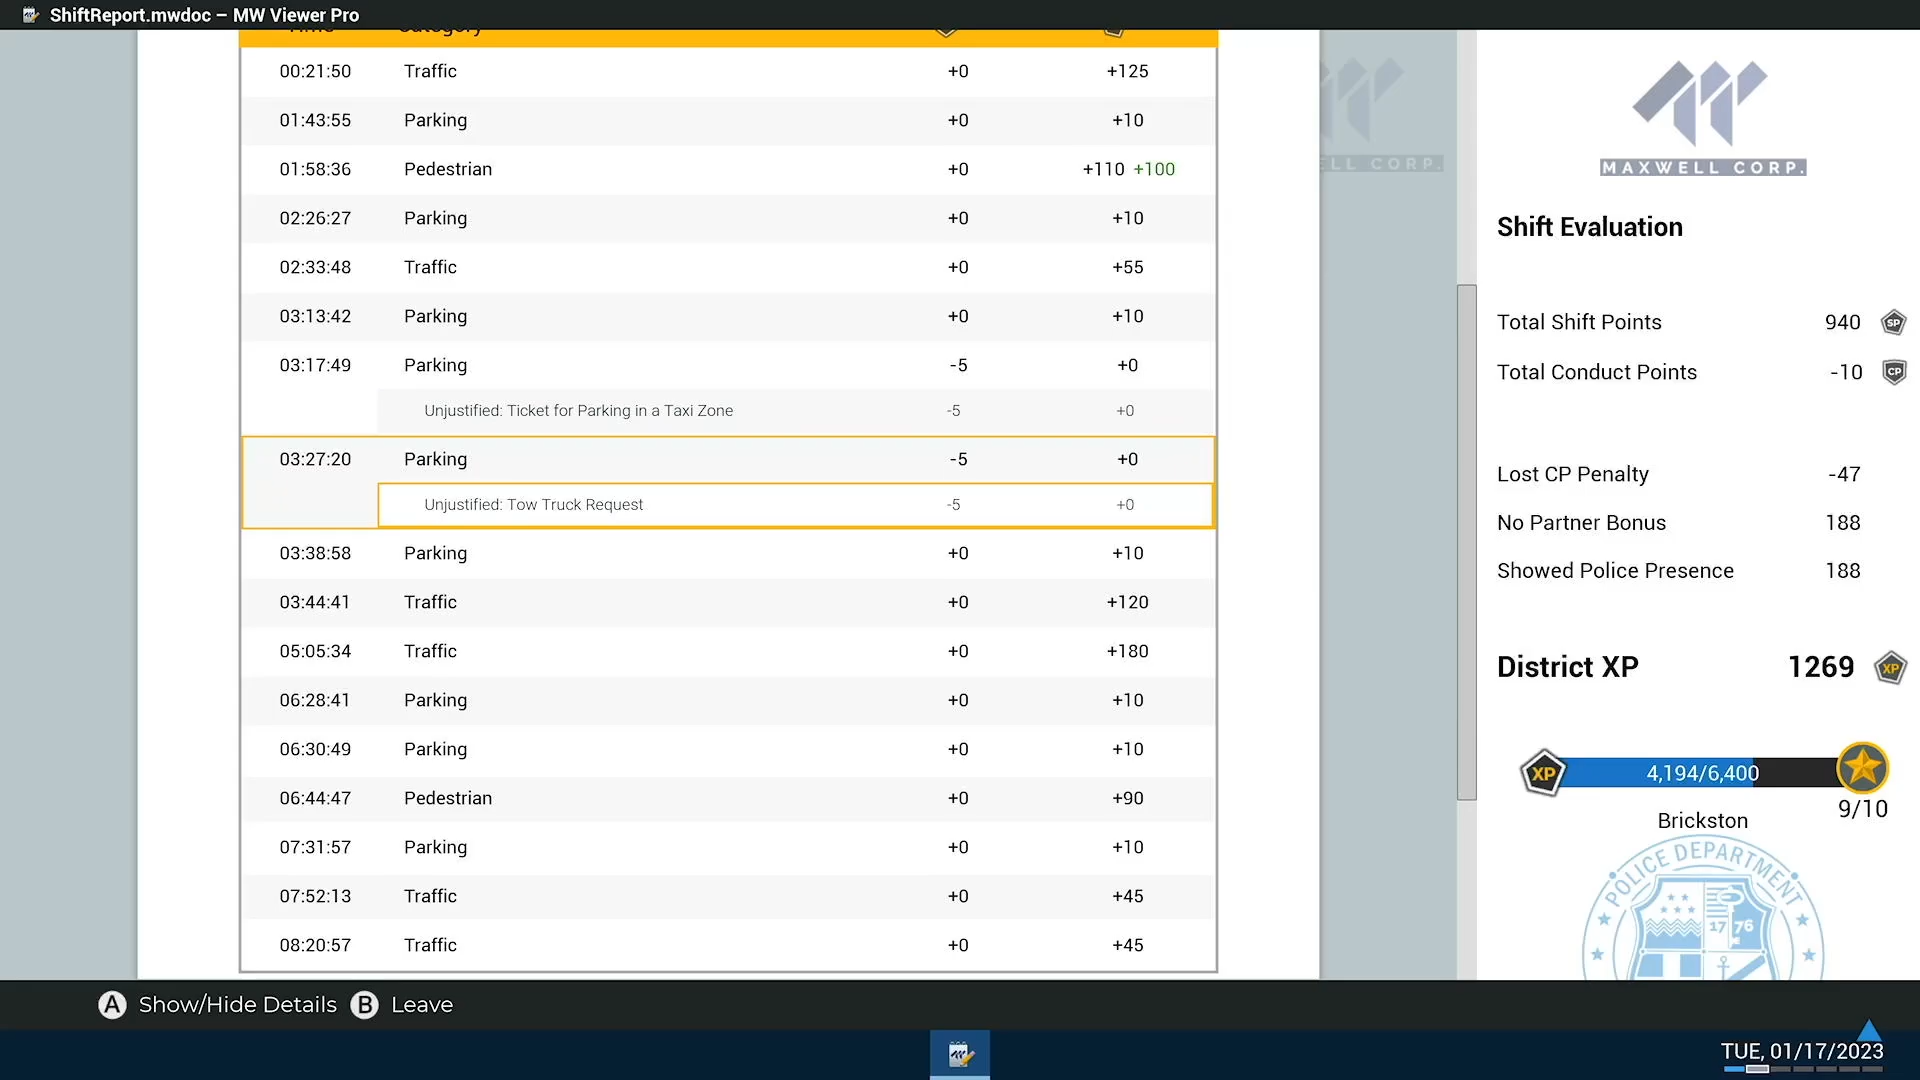 ShiftReport.mwdoc – MW Viewer Pro
Time Category
00:21:50 Traffic +0 +125
01:43:55 Parking +0 +10
01:58:36 Pedestrian +0 +110 +100
02:26:27 Parking +0 +10
02:33:48 Traffic +0 +55
03:13:42 Parking +0 +10
03:17:49 Parking -5 +0
Unjustified: Ticket for Parking in a Taxi Zone -5 +0
03:27:20 Parking -5 +0
Unjustified: Tow Truck Request -5 +0
03:38:58 Parking +0 +10
03:44:41 Traffic +0 +120
05:05:34 Traffic +0 +180
06:28:41 Parking +0 +10
06:30:49 Parking +0 +10
06:44:47 Pedestrian +0 +90
07:31:57 Parking +0 +10
07:52:13 Traffic +0 +45
08:20:57 Traffic +0 +45
LL CORP.
MAXWELL CORP.
Shift Evaluation
Total Shift Points 940 SP
Total Conduct Points -10 CP
Lost CP Penalty -47
No Partner Bonus 188
Showed Police Presence 188
District XP 1269 XP
XP 4,194/6,400
9/10
Brickston
POLICE DEPARTMENT
1776
A Show/Hide Details B Leave
TUE, 01/17/2023